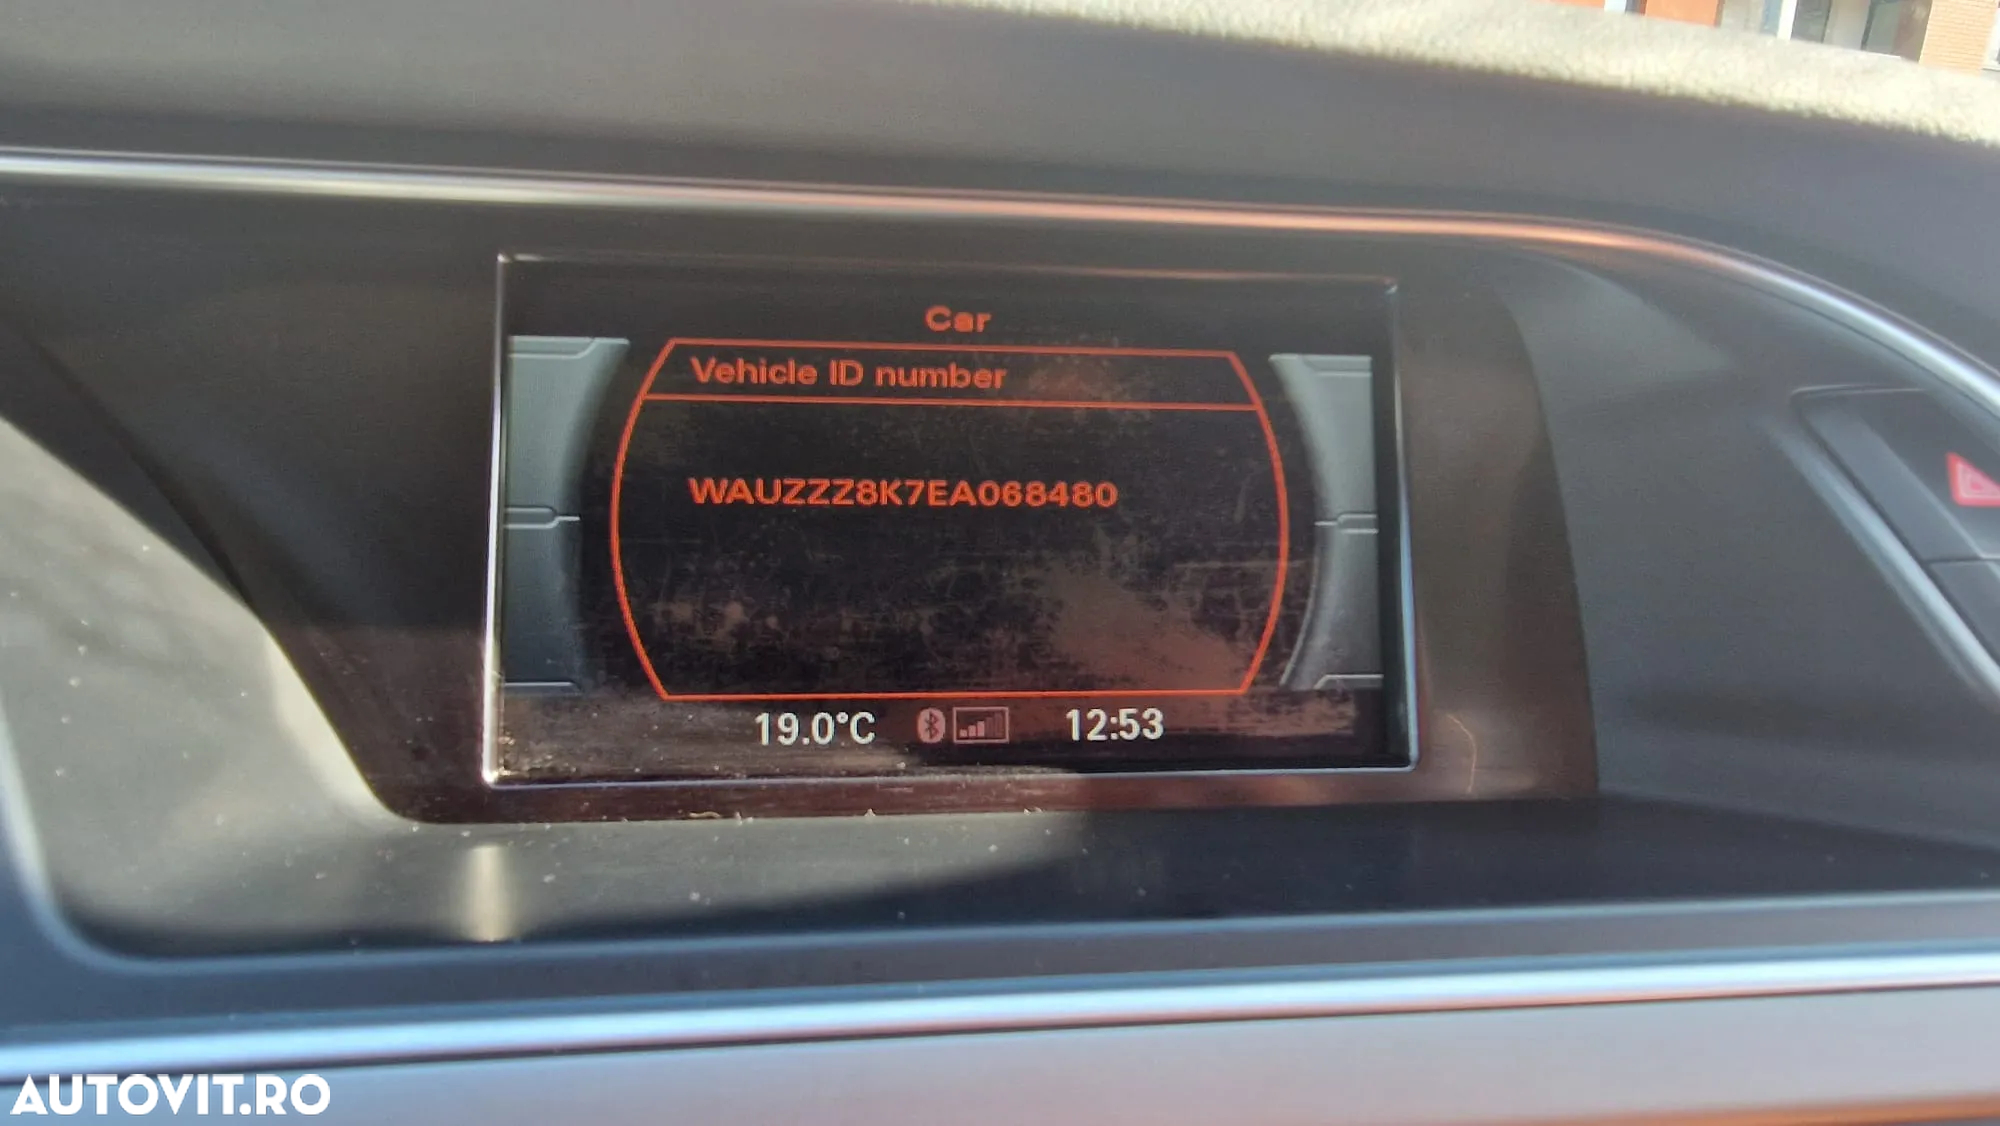 Car
Vehicle ID number
WAUZZZ8K7EA068480
19.0°C 12:53
AUTOVIT.RO